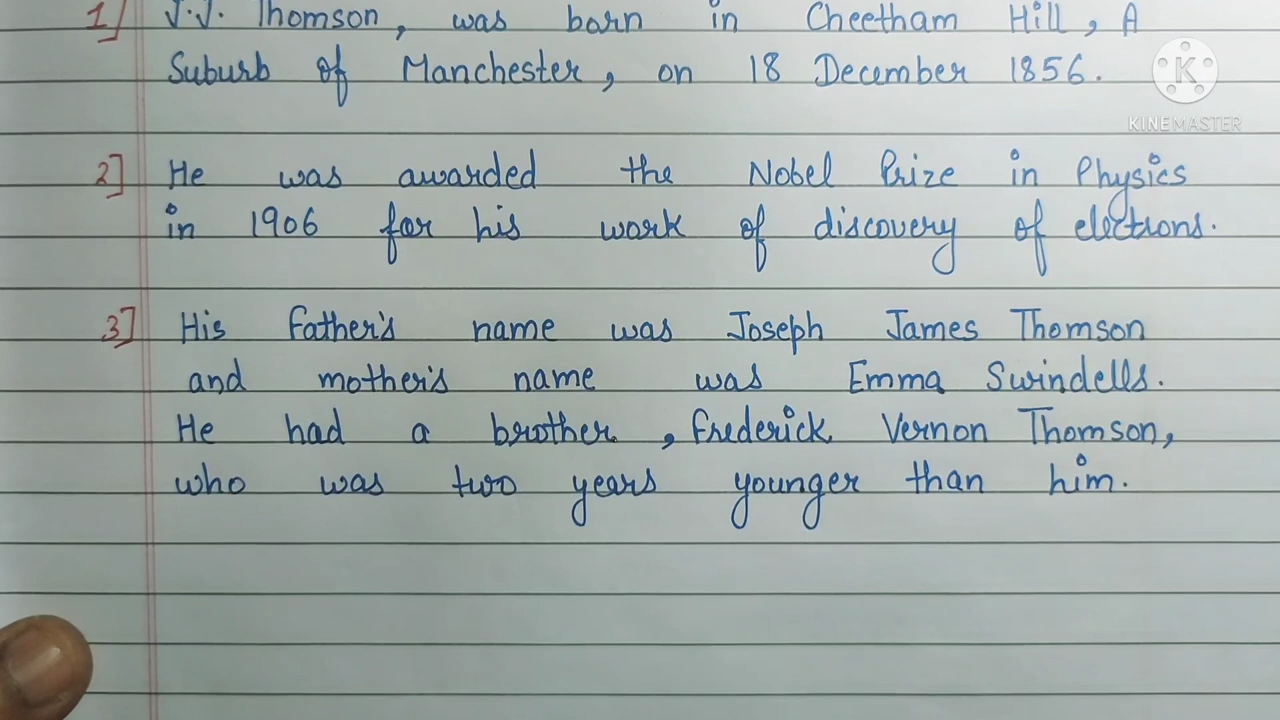 1] J.J. Thomson, was born in Cheetham Hill, A
Suburb of Manchester, on 18 December 1856.
KINEMASTER
2] He was awarded the Nobel Prize in Physics
in 1906 for his work of discovery of elections.
3] His Father's name was Joseph James Thomson
and mother's name was Emma Swindells.
He had a brother, Frederick Vernon Thomson,
who was two years younger than him.